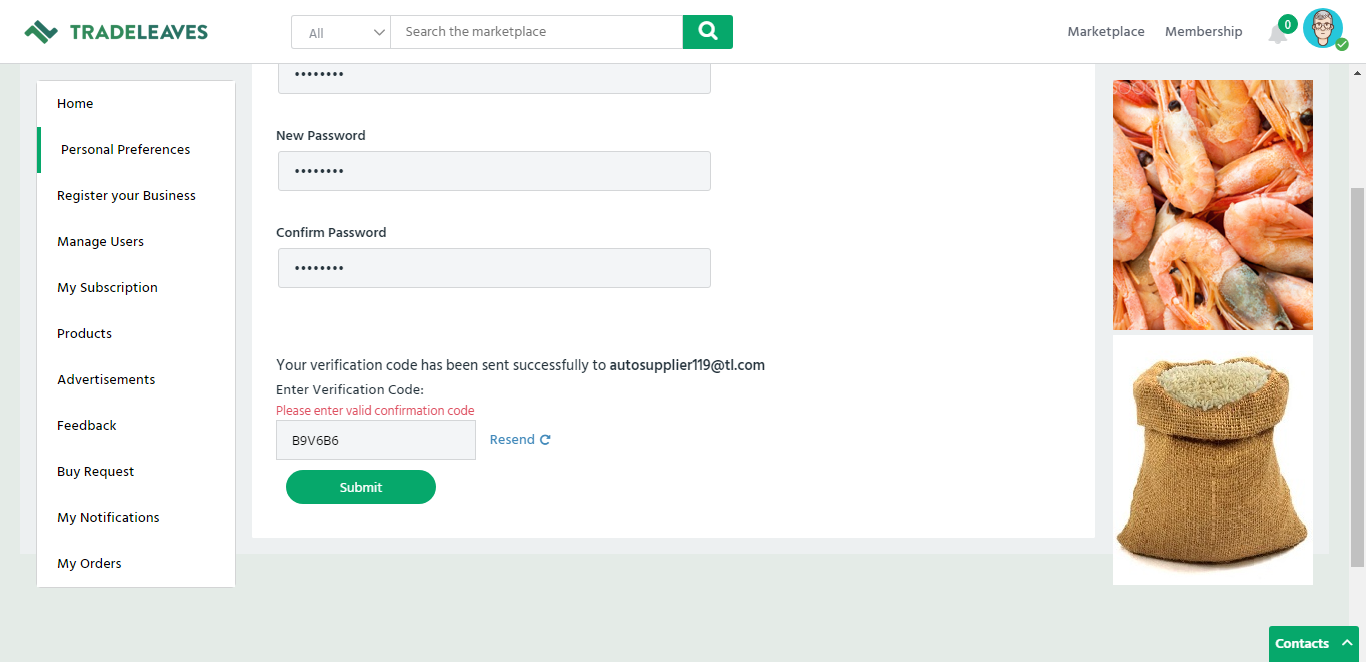 TRADELEAVES
All
Search the marketplace
Marketplace
Membership
0
Home
Personal Preferences
Register your Business
Manage Users
My Subscription
Products
Advertisements
Feedback
Buy Request
My Notifications
My Orders
••••••••
New Password
••••••••
Confirm Password
••••••••
Your verification code has been sent successfully to autosupplier119@tl.com
Enter Verification Code:
Please enter valid confirmation code
B9V6B6
Resend
Submit
Contacts